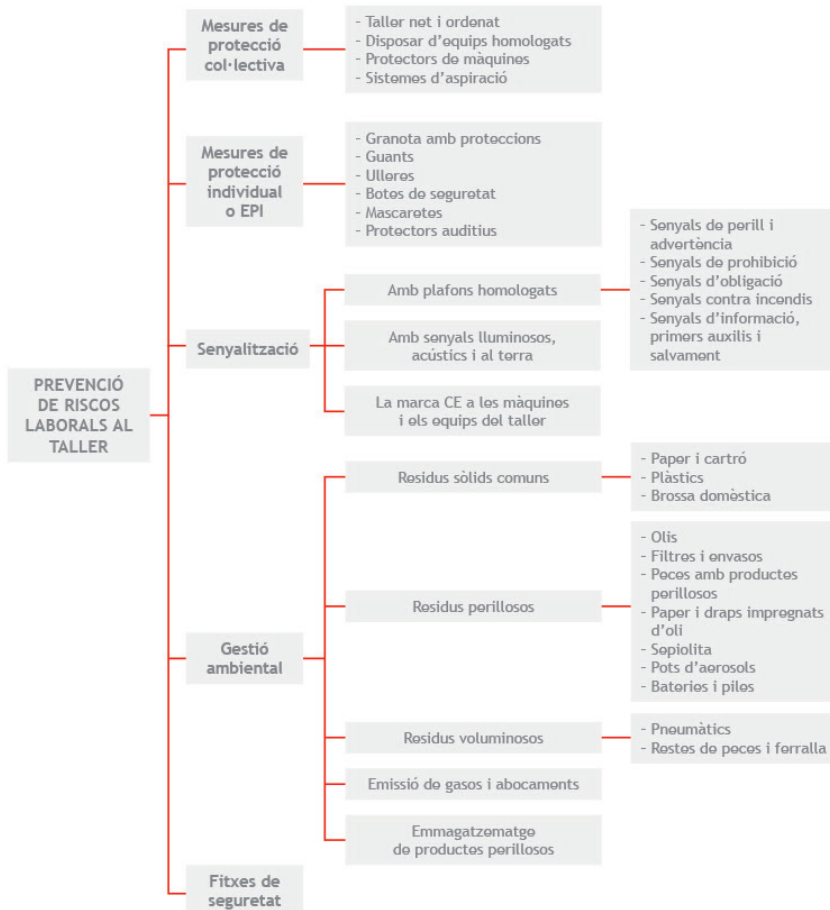 PREVENCIÓ
DE RISCOS
LABORALS AL
TALLER
Mesures de
protecció
col·lectiva
- Taller net i ordenat
- Disposar d'equips homologats
- Protectors de màquines
- Sistemes d'aspiració
Mesures de
protecció
individual
o EPI
- Granota amb proteccions
- Guants
- Ulleres
- Botes de seguretat
- Mascaretes
- Protectors auditius
Senyalització
Amb plafons homologats
- Senyals de perill i
advertència
- Senyals de prohibició
- Senyals d'obligació
- Senyals contra incendis
- Senyals d'informació,
primers auxilis i
salvament
Amb senyals lluminosos,
acústics i al terra
La marca CE a les màquines
i els equips del taller
Gestió
ambiental
Residus sòlids comuns
- Paper i cartró
- Plàstics
- Brossa domèstica
Residus perillosos
- Olis
- Filtres i envasos
- Peces amb productes
perillosos
- Paper i draps impregnats
d'oli
- Sepiolita
- Pots d'aerosols
- Bateries i piles
Residus voluminosos
- Pneumàtics
- Restes de peces i ferralla
Emissió de gasos i abocaments
Emmagatzematge
de productes perillosos
Fitxes de
seguretat